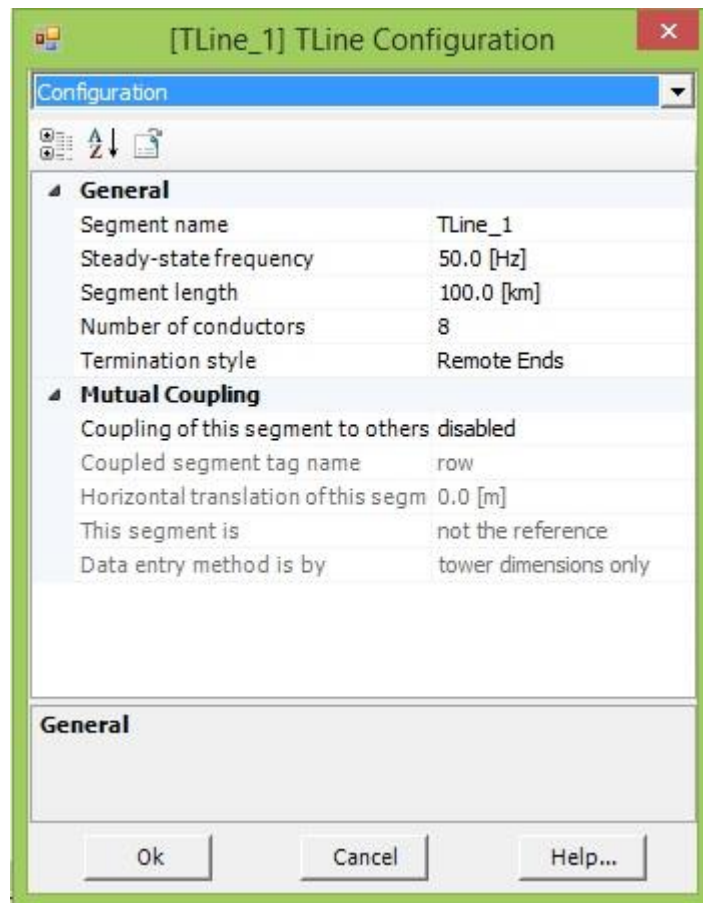 [TLine_1] TLine Configuration
Configuration
General
Segment name TLine_1
Steady-state frequency 50.0 [Hz]
Segment length 100.0 [km]
Number of conductors 8
Termination style Remote Ends
Mutual Coupling
Coupling of this segment to others disabled
Coupled segment tag name row
Horizontal translation of this segm 0.0 [m]
This segment is not the reference
Data entry method is by tower dimensions only
General
Ok Cancel Help...